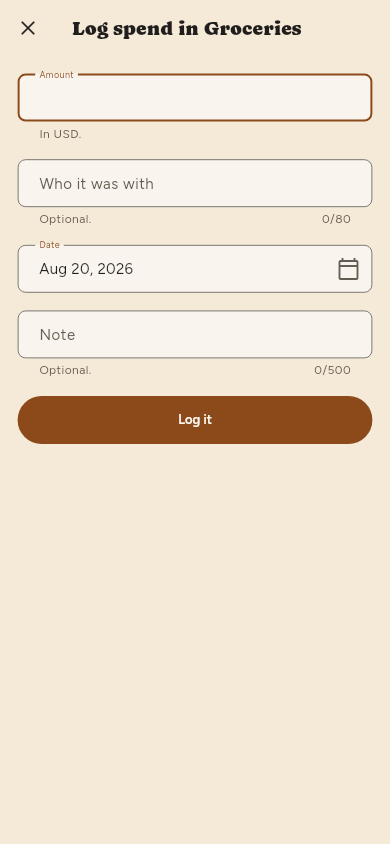 Log spend in Groceries
Amount
In USD.
Who it was with
Optional.
0/80
Date
Aug 20, 2026
Note
Optional.
0/500
Log it